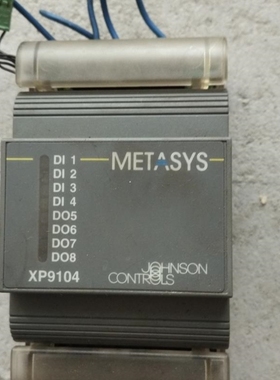 METASYS
DI 1
DI 2
DI 3
DI 4
DO5
DO6
DO7
DO8
XP9104
JOHNSON
CONTROLS